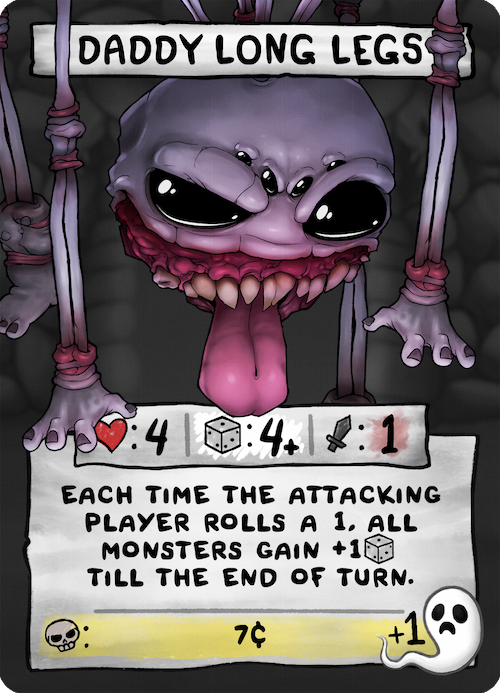 DADDY LONG LEGS
: 4 : 4+ : 1
EACH TIME THE ATTACKING
PLAYER ROLLS A 1, ALL
MONSTERS GAIN +1
TILL THE END OF TURN.
: 7¢ +1